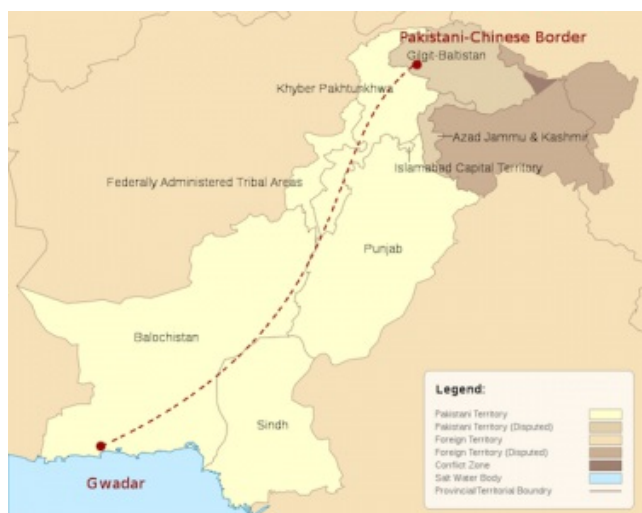 Pakistani-Chinese Border
Gilgit-Baltistan
Khyber Pakhtunkhwa
Azad Jammu & Kashmir
Islamabad Capital Territory
Federally Administered Tribal Areas
Punjab
Balochistan
Sindh
Gwadar
Legend:
Pakistani Territory
Pakistani Territory (Disputed)
Foreign Territory
Foreign Territory (Disputed)
Conflict Zone
Salt Water Body
Provincial/Territorial Boundry